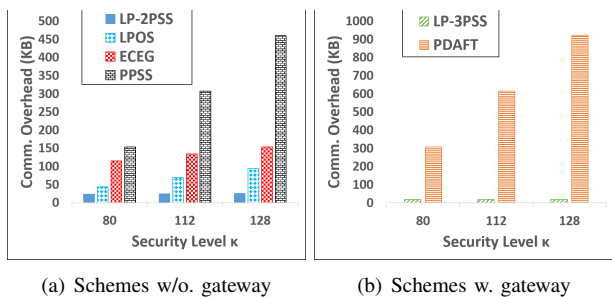 LP-2PSS
LPOS
ECEG
PPSS
Comm. Overhead (KB)
500
450
400
350
300
250
200
150
100
50
0
80 112 128
Security Level κ
(a) Schemes w/o. gateway
LP-3PSS
PDAFT
Comm. Overhead (KB)
1000
900
800
700
600
500
400
300
200
100
0
80 112 128
Security Level κ
(b) Schemes w. gateway